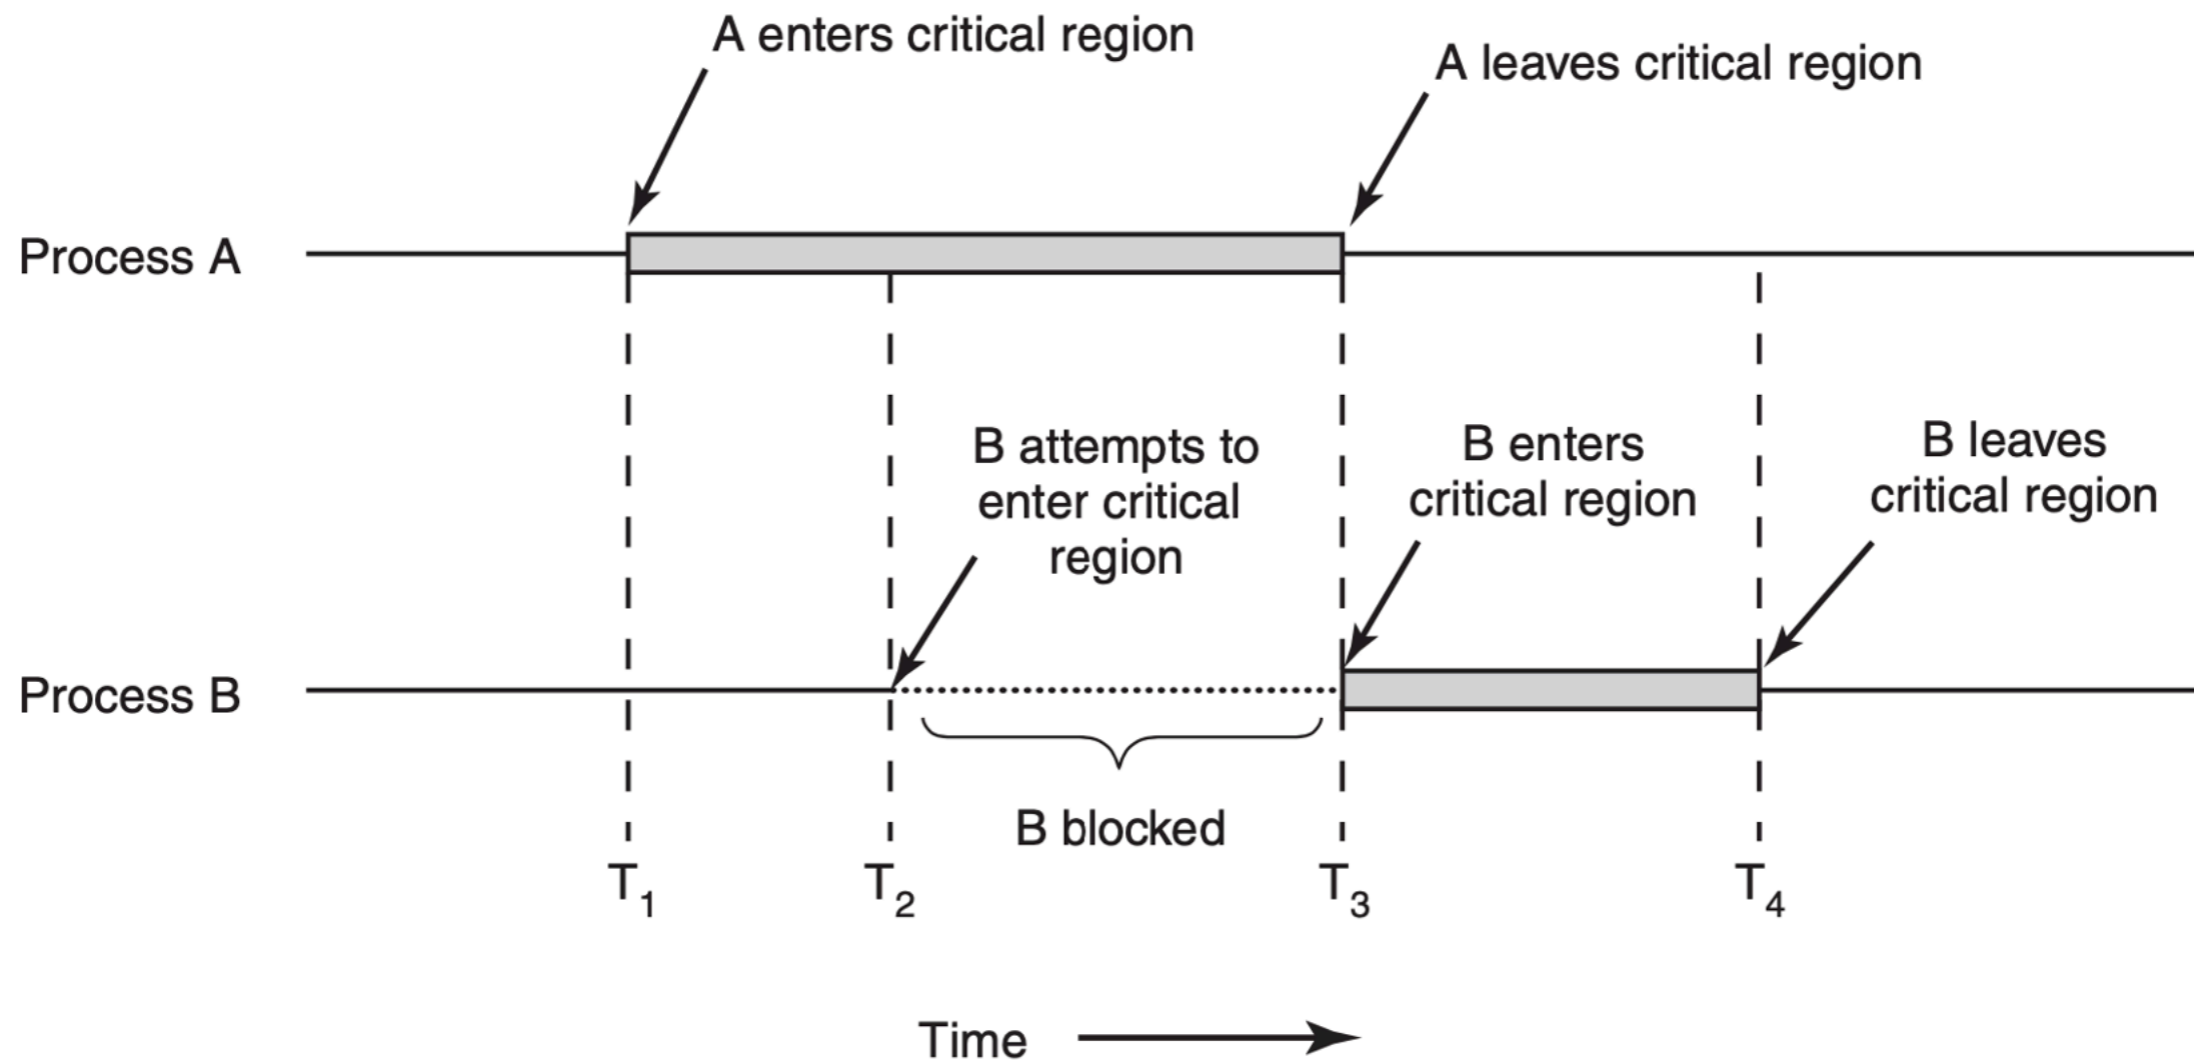 A enters critical region
A leaves critical region
Process A
B attempts to
enter critical
region
B enters
critical region
B leaves
critical region
Process B
B blocked
T1
T2
T3
T4
Time